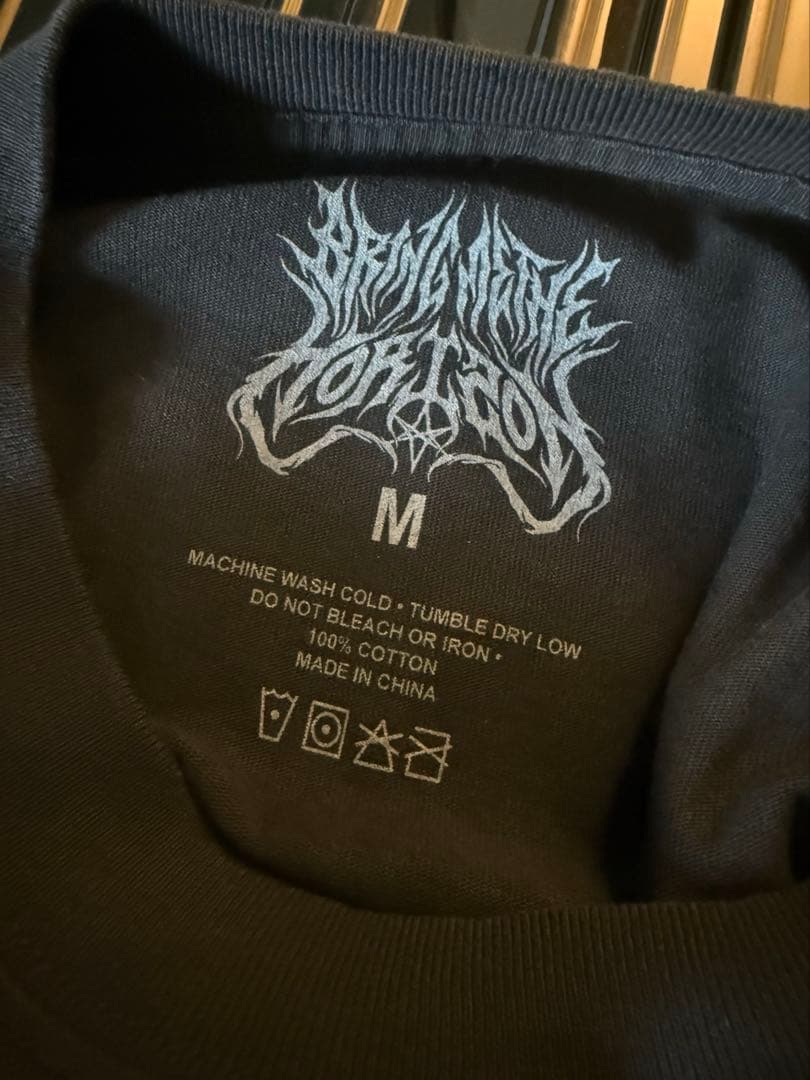 BRING ME THE
HORIZON
M
MACHINE WASH COLD • TUMBLE DRY LOW
DO NOT BLEACH OR IRON •
100% COTTON
MADE IN CHINA